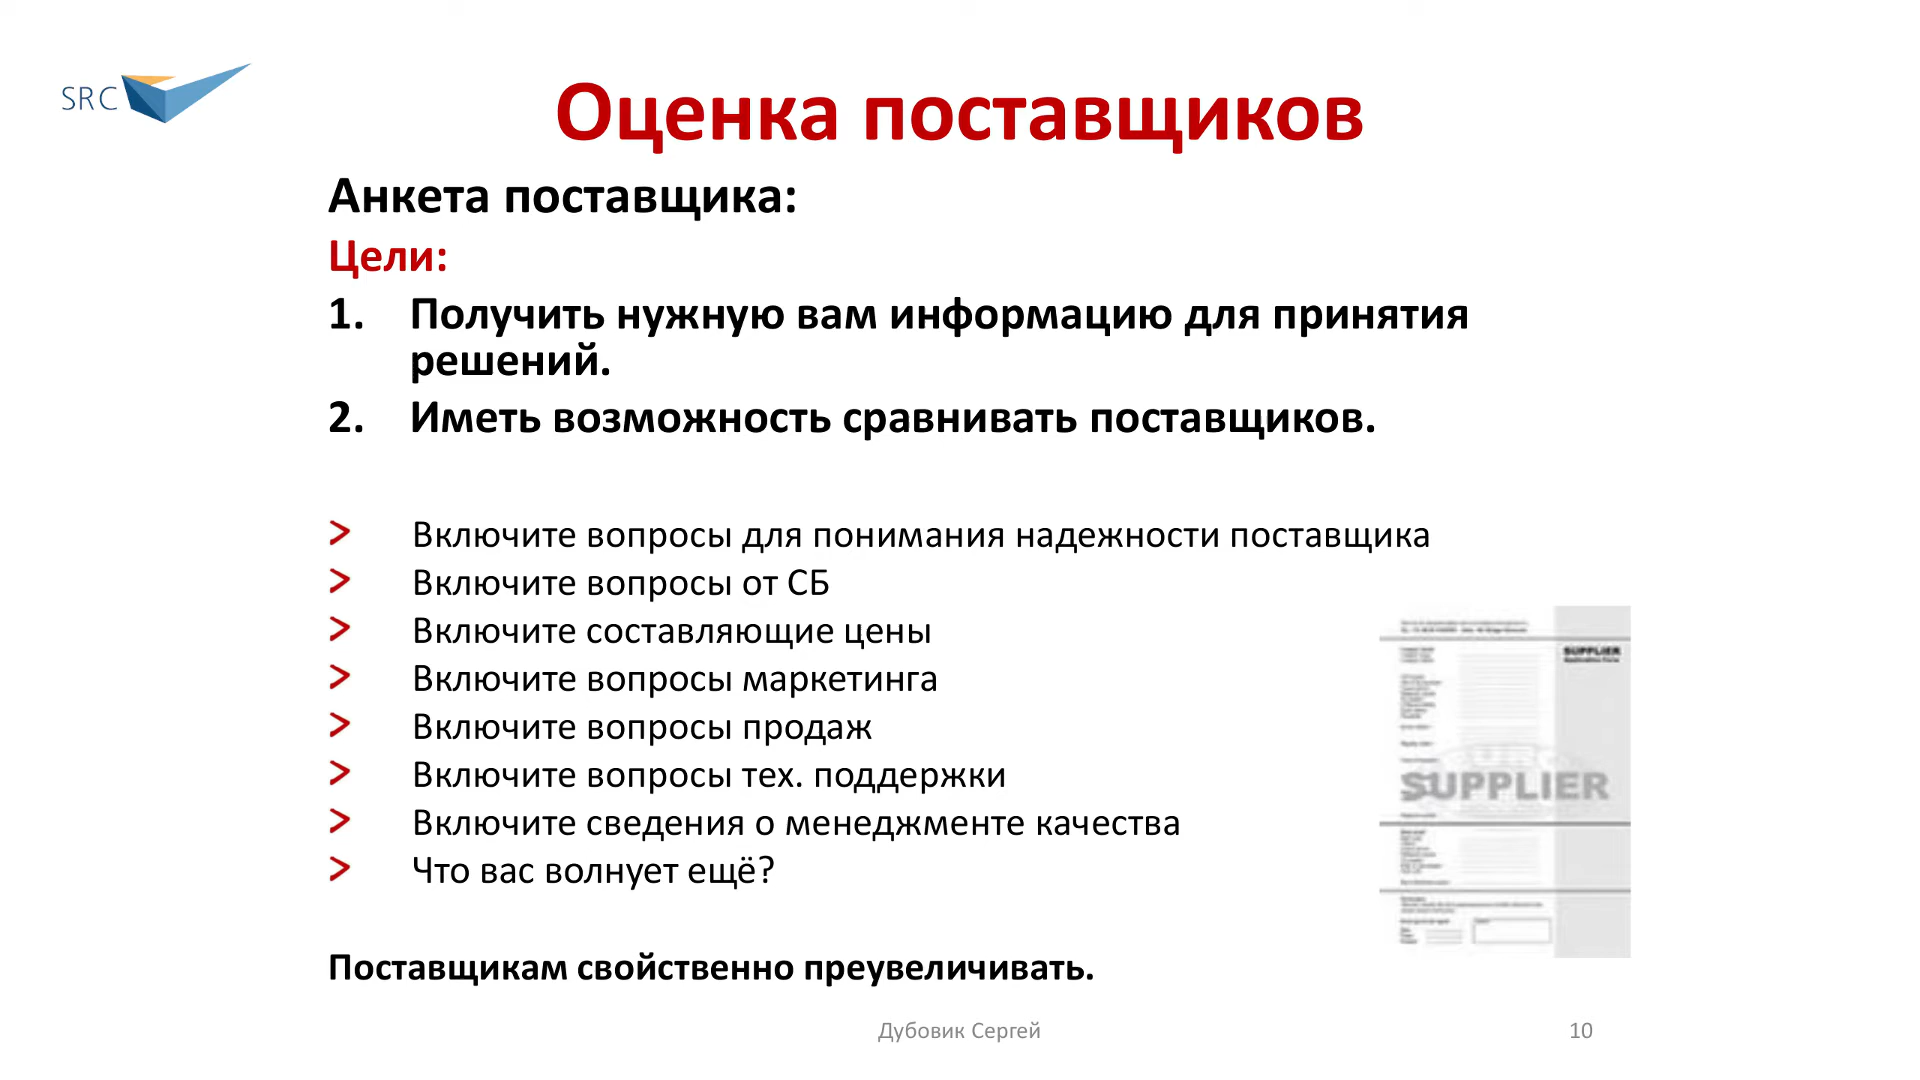 SRC
Оценка поставщиков
Анкета поставщика:
Цели:
1. Получить нужную вам информацию для принятия
решений.
2. Иметь возможность сравнивать поставщиков.
> Включите вопросы для понимания надежности поставщика
> Включите вопросы от СБ
> Включите составляющие цены
> Включите вопросы маркетинга
> Включите вопросы продаж
> Включите вопросы тех. поддержки
> Включите сведения о менеджменте качества
> Что вас волнует ещё?
SUPPLIER
SUPPLIER
Поставщикам свойственно преувеличивать.
Дубовик Сергей
10